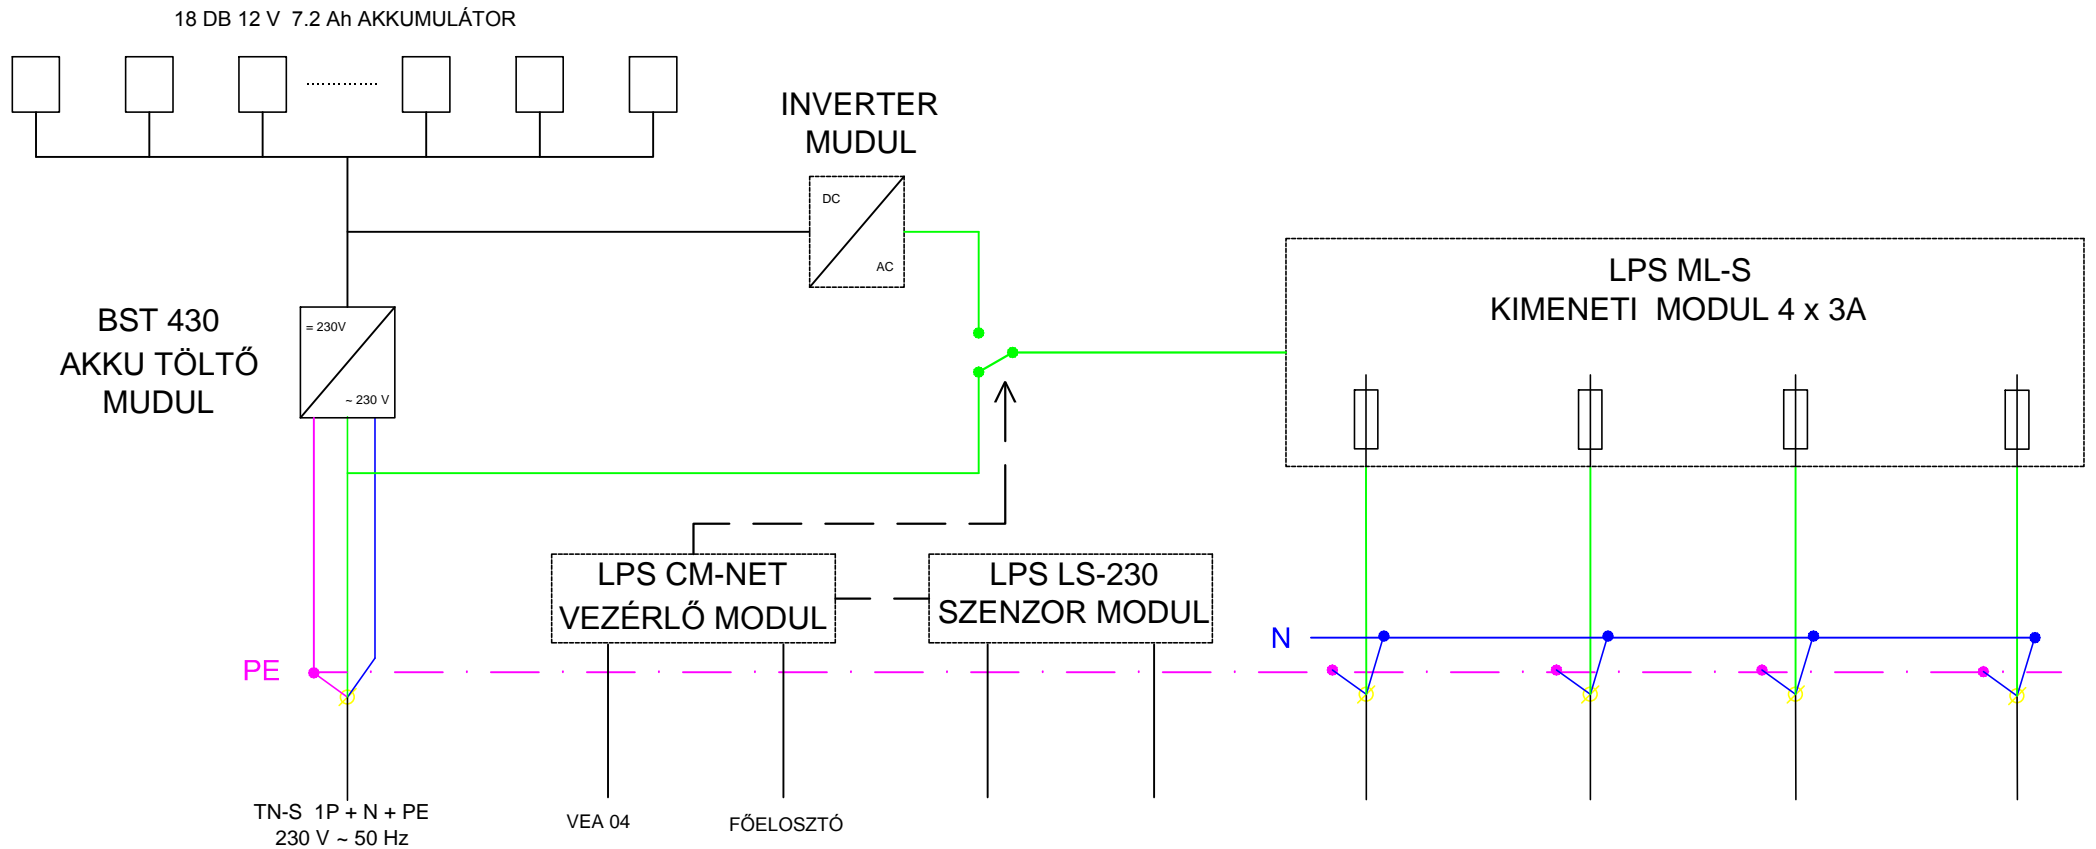 18 DB 12 V  7.2 Ah AKKUMULÁTOR
INVERTER
MUDUL
DC
AC
BST 430
AKKU TÖLTŐ
MUDUL
= 230V
~ 230 V
LPS ML-S
KIMENETI  MODUL 4 x 3A
LPS CM-NET
VEZÉRLŐ MODUL
LPS LS-230
SZENZOR MODUL
N
PE
TN-S  1P + N + PE
230 V ~ 50 Hz
VEA 04
FŐELOSZTÓ